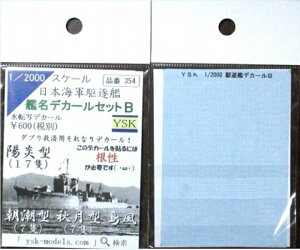 1/2000 スケール
品番 354
日本海軍駆逐艦
艦名デカールセットB
水転写デカール
¥600(税別)
YSK
ダブり救済用それなりデカール!
陽炎型
(17隻)
このデカールを貼るには
根性
が必要です(´・ω・)
朝潮型 秋月型 島風
(7隻)
ysk-models.com/
検索
YSK 1/2000 駆逐艦デカールB